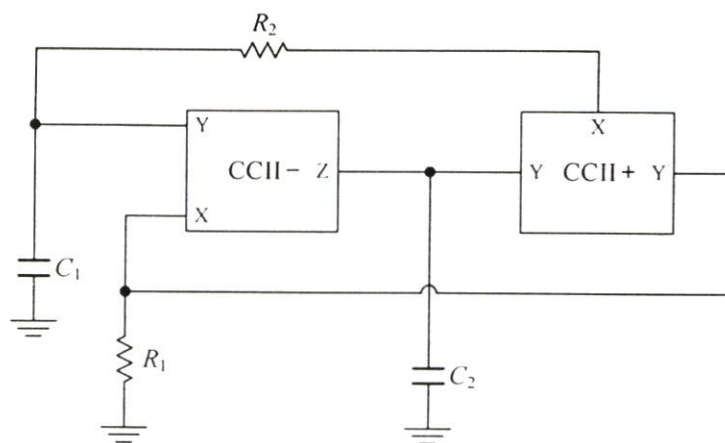 R₂
Y
CCII− Z
X
X
Y CCII+ Y
C₁
R₁
C₂